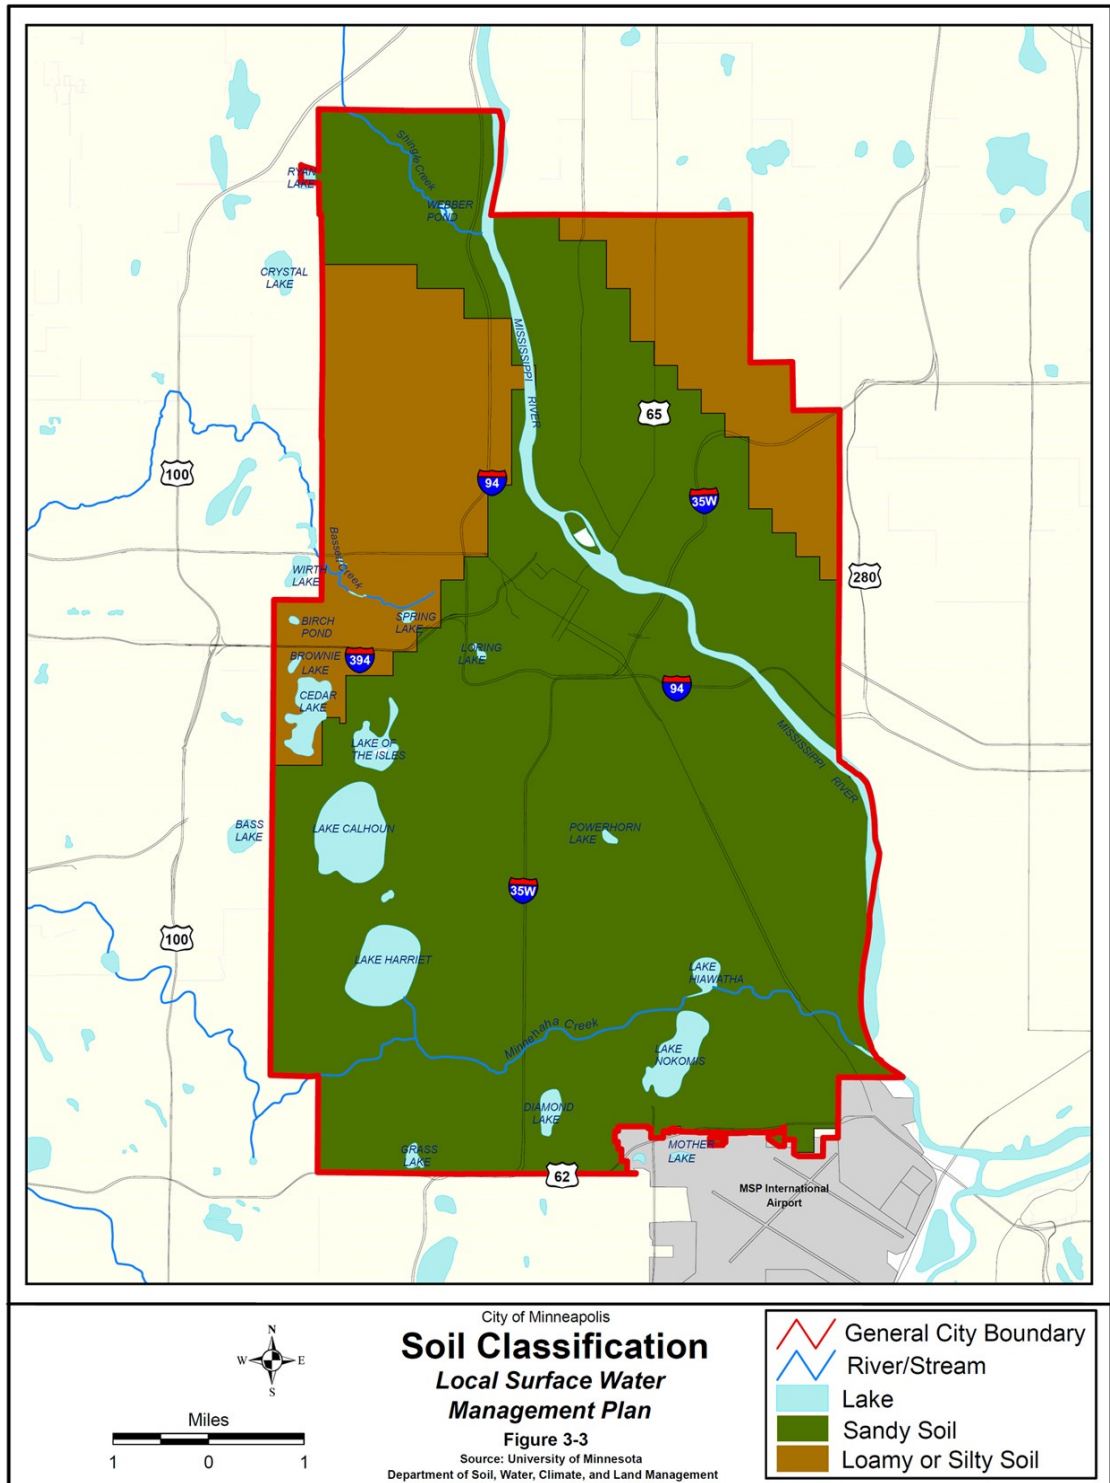 Shingle Creek
RYAN
LAKE
WEBBER
POND
CRYSTAL
LAKE
MISSISSIPPI RIVER
65
100
94
35W
Bassett Creek
WIRTH
LAKE
280
BIRCH
POND
SPRING
LAKE
BROWNIE
LAKE
394
LORING
LAKE
CEDAR
LAKE
94
LAKE OF
THE ISLES
MISSISSIPPI RIVER
BASS
LAKE
LAKE CALHOUN
POWERHORN
LAKE
35W
100
LAKE HARRIET
LAKE
HIAWATHA
Minnehaha Creek
LAKE
NOKOMIS
DIAMOND
LAKE
GRASS
LAKE
MOTHER
LAKE
62
MSP International
Airport
N
W E
S
Miles
1 0 1
City of Minneapolis
Soil Classification
Local Surface Water
Management Plan
Figure 3-3
Source: University of Minnesota
Department of Soil, Water, Climate, and Land Management
General City Boundary
River/Stream
Lake
Sandy Soil
Loamy or Silty Soil